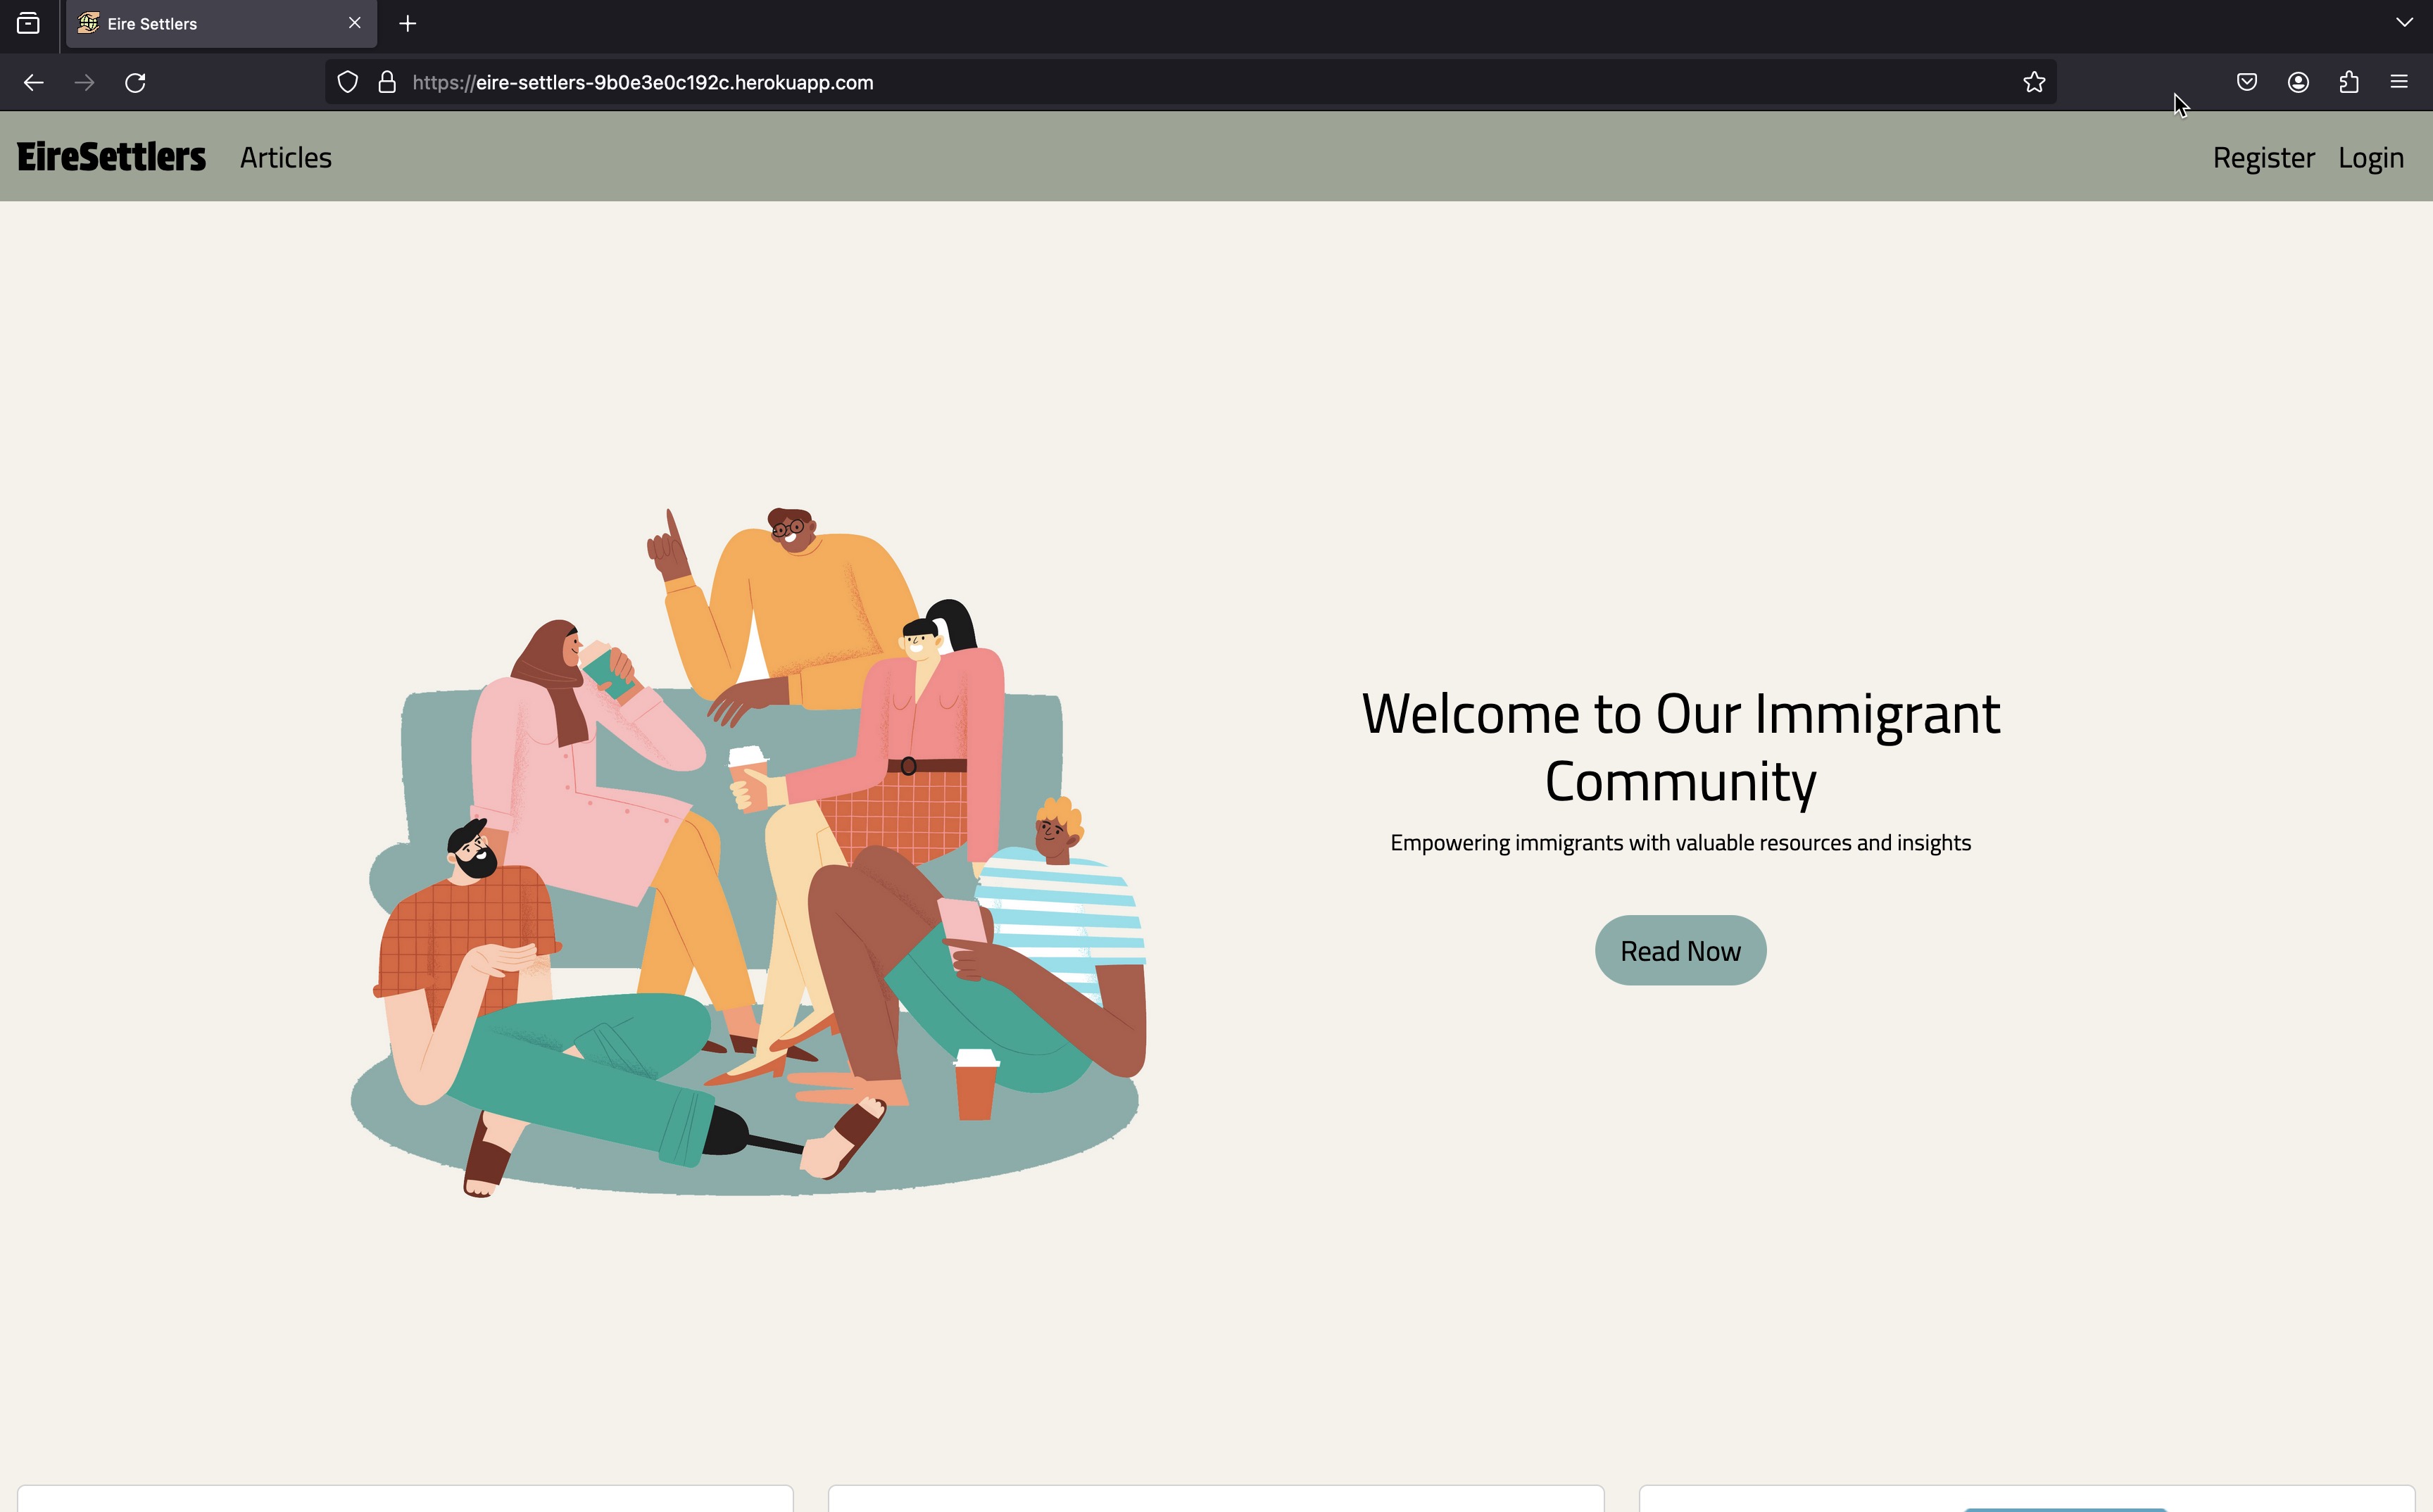 Eire Settlers
https://eire-settlers-9b0e3e0c192c.herokuapp.com
EireSettlers Articles Register Login
Welcome to Our Immigrant
Community
Empowering immigrants with valuable resources and insights
Read Now